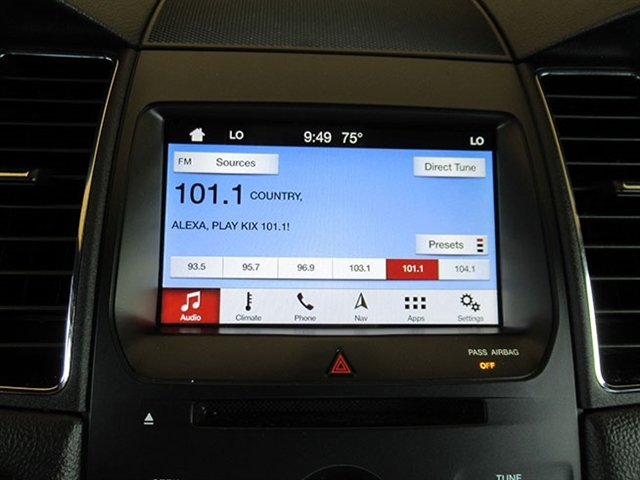 LO 9:49 75° LO
FM Sources Direct Tune
101.1 COUNTRY,
ALEXA, PLAY KIX 101.1!
Presets
93.5 95.7 96.9 103.1 101.1 104.1
Audio Climate Phone Nav Apps Settings
PASS AIRBAG
OFF
TUNE